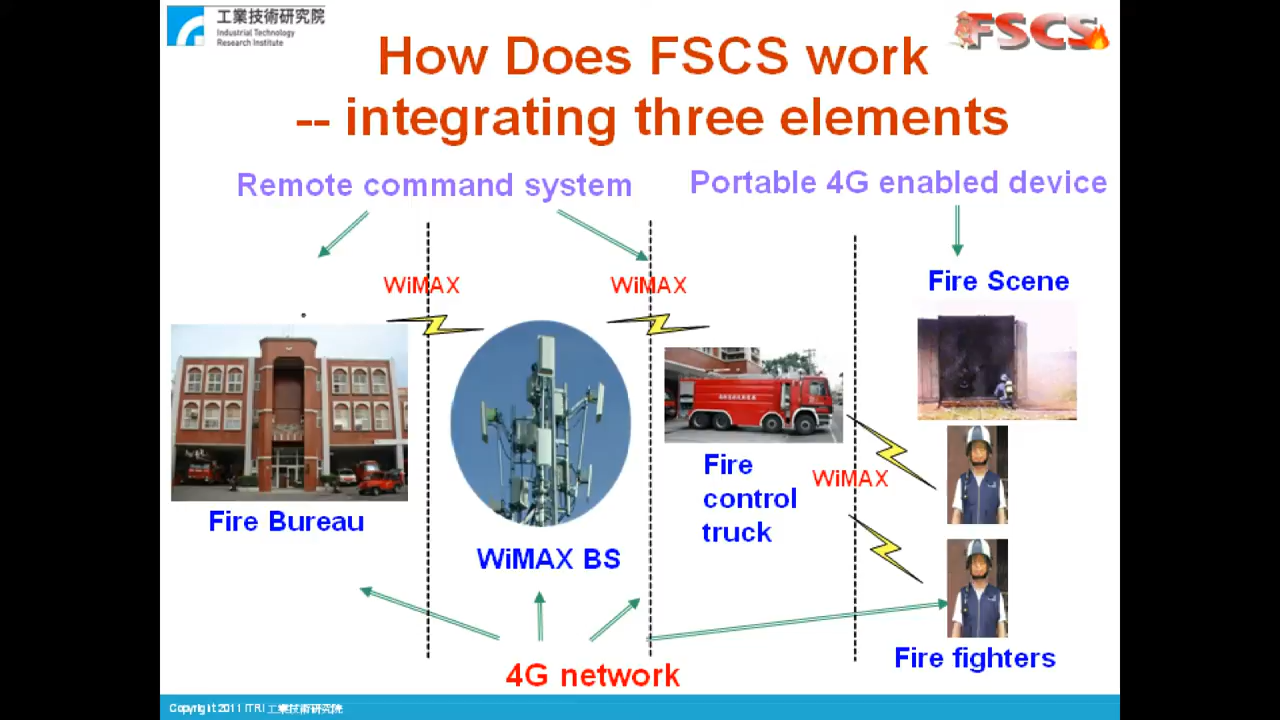 工業技術研究院
Industrial Technology
Research Institute
FSCS
How Does FSCS work
-- integrating three elements
Remote command system
Portable 4G enabled device
WiMAX
WiMAX
Fire Scene
Fire
control
truck
WiMAX
Fire Bureau
WiMAX BS
4G network
Fire fighters
Copyright 2011 ITRI 工業技術研究院